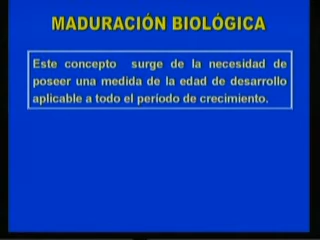 MADURACIÓN BIOLÓGICA
Este concepto surge de la necesidad de
poseer una medida de la edad de desarrollo
aplicable a todo el período de crecimiento.